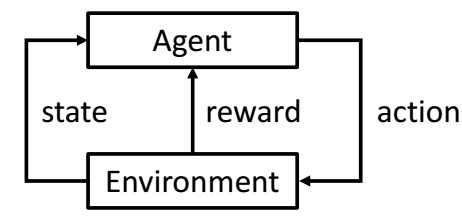 Agent
state
reward
action
Environment